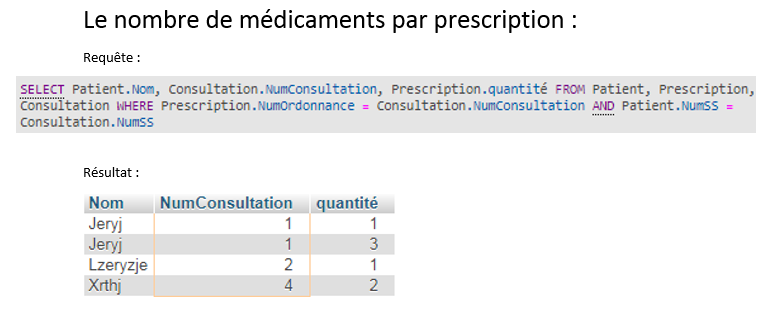 Le nombre de médicaments par prescription :
Requête :
SELECT Patient.Nom, Consultation.NumConsultation, Prescription.quantité FROM Patient, Prescription,
Consultation WHERE Prescription.NumOrdonnance = Consultation.NumConsultation AND Patient.NumSS =
Consultation.NumSS
Résultat :
Nom NumConsultation quantité
Jeryj 1 1
Jeryj 1 3
Lzeryzje 2 1
Xrthj 4 2